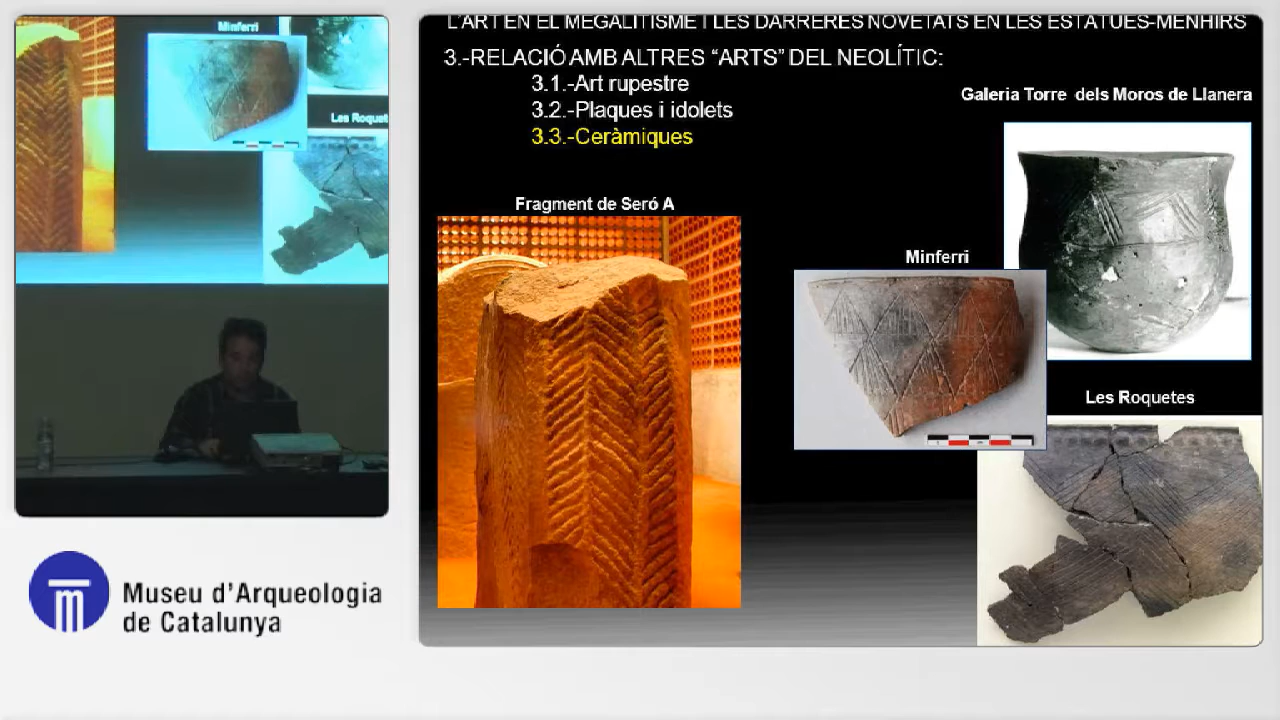 Minferri
Les Roquet
Museu d'Arqueologia
de Catalunya
L'ART EN EL MEGALITISME I LES DARRERES NOVETATS EN LES ESTÀTUES-MENHIRS
3.-RELACIÓ AMB ALTRES “ARTS” DEL NEOLÍTIC:
3.1.-Art rupestre
3.2.-Plaques i idolets
3.3.-Ceràmiques
Galeria Torre dels Moros de Llanera
Fragment de Seró A
Minferri
Les Roquetes